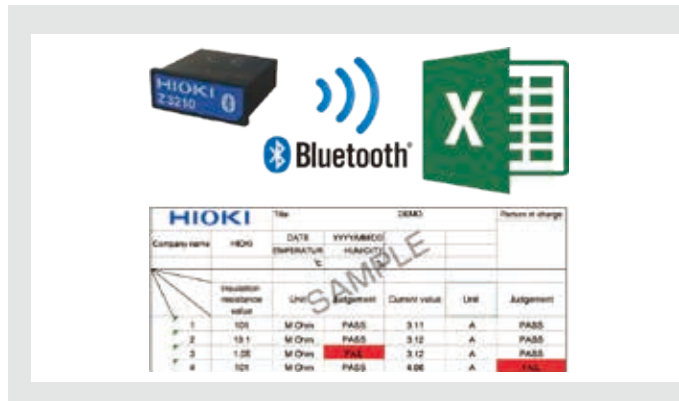 HIOKI
Z3210
Bluetooth®
X
HIOKI Title DEMO Person in charge
Company name HIOKI DATE YYYY/MM/DD
HUMIDITY
℃
SAMPLE
Insulation resistance value Unit Judgement Current value Unit Judgement
1 101 M Ohm PASS 3.11 A PASS
2 10.1 M Ohm PASS 3.12 A PASS
3 1.05 M Ohm FAIL 3.12 A PASS
4 101 M Ohm PASS 4.06 A FAIL